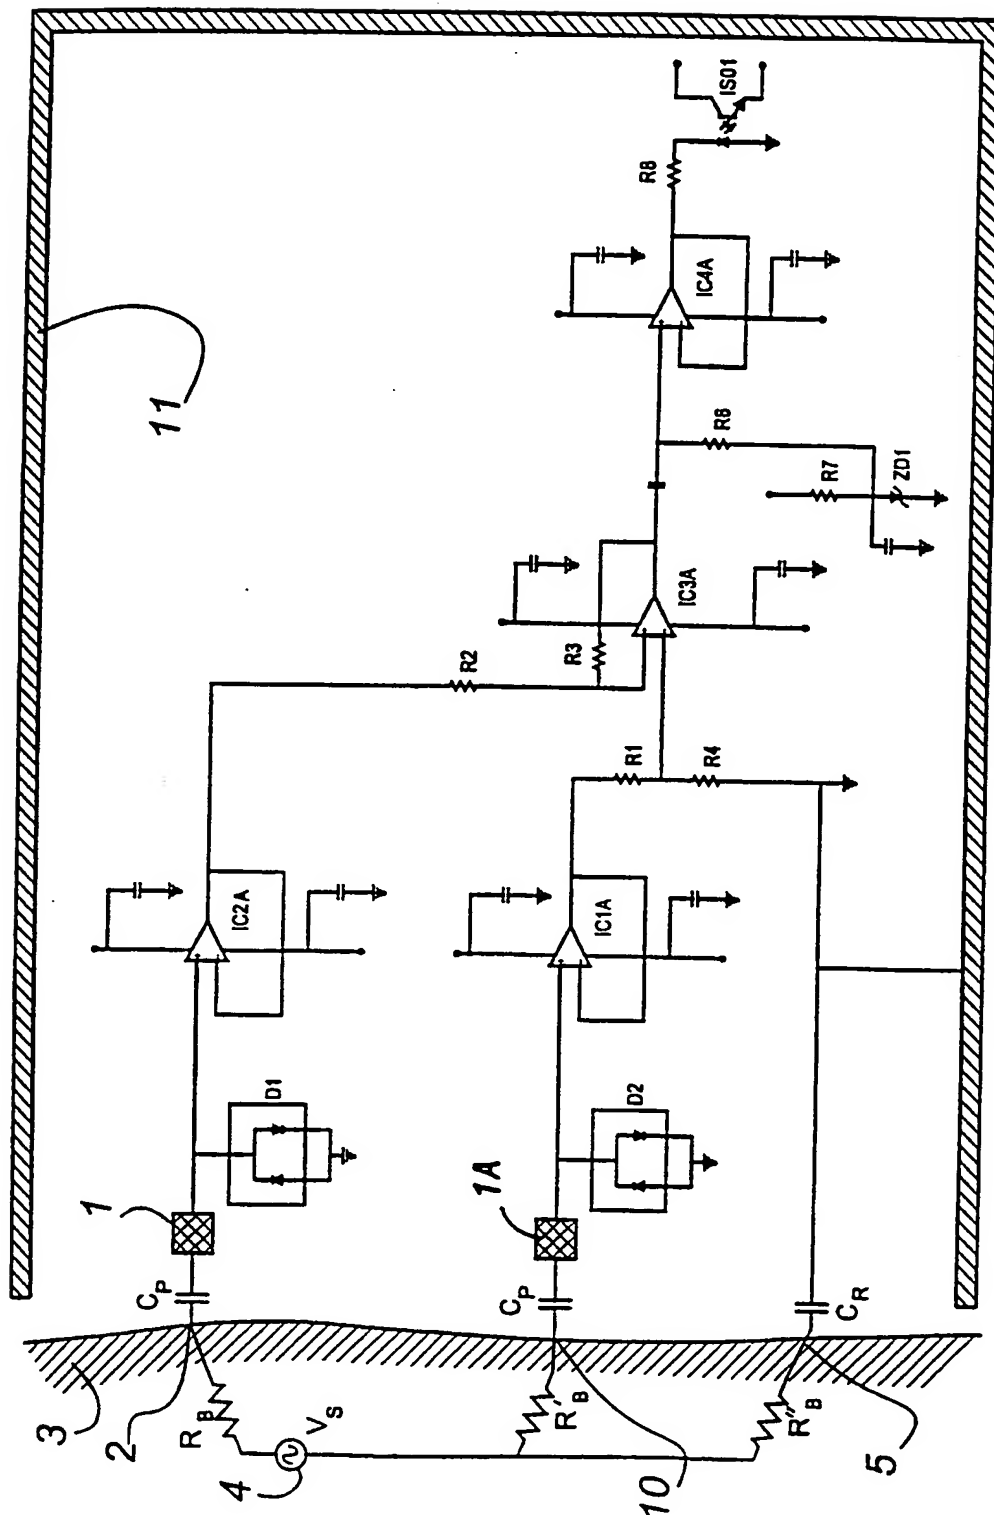 11
ISO1
R8
IC4A
R6
R7
ZD1
IC3A
R3
R2
R1
R4
IC2A
IC1A
D1
D2
1
1A
CP
CP
CR
3
2
RB
VS
4
R'B
10
R"B
5